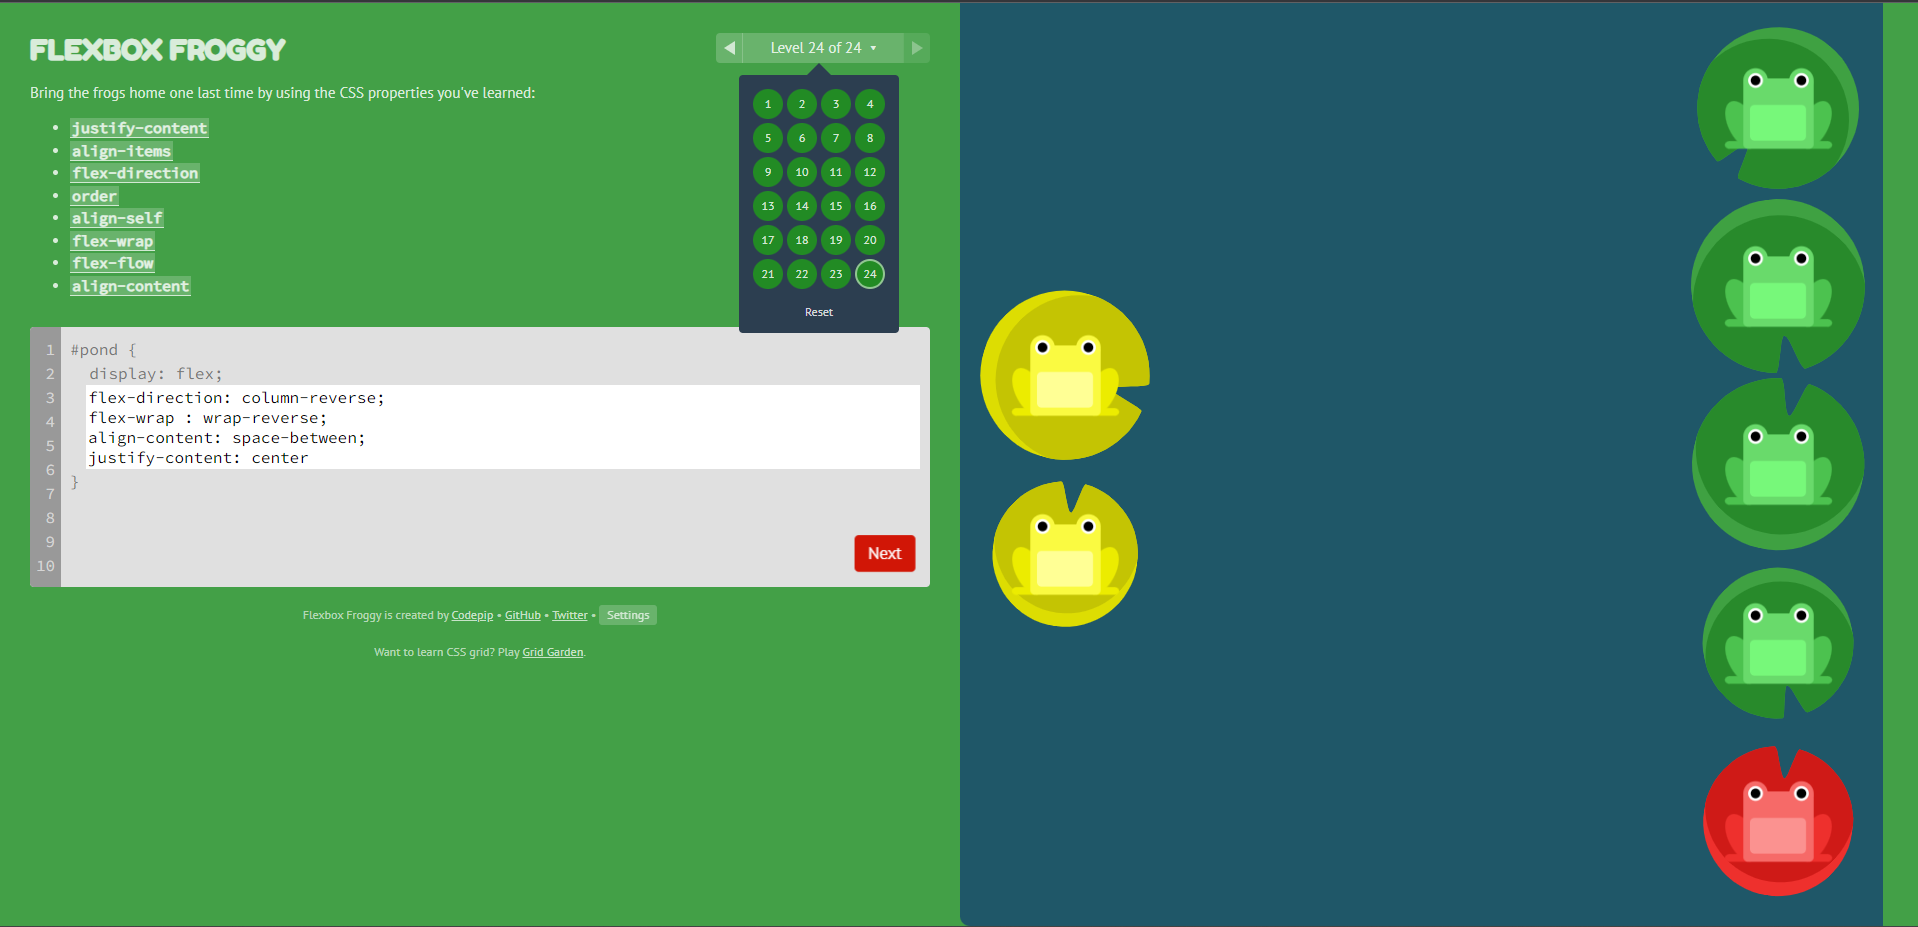 FLEXBOX FROGGY
Level 24 of 24
Bring the frogs home one last time by using the CSS properties you've learned:
justify-content
align-items
flex-direction
order
align-self
flex-wrap
flex-flow
align-content
1 2 3 4
5 6 7 8
9 10 11 12
13 14 15 16
17 18 19 20
21 22 23 24
Reset
1 #pond {
2 display: flex;
3 flex-direction: column-reverse;
4 flex-wrap : wrap-reverse;
5 align-content: space-between;
6 justify-content: center
7 }
8
9
10
Next
Flexbox Froggy is created by Codepip • GitHub • Twitter • Settings
Want to learn CSS grid? Play Grid Garden.